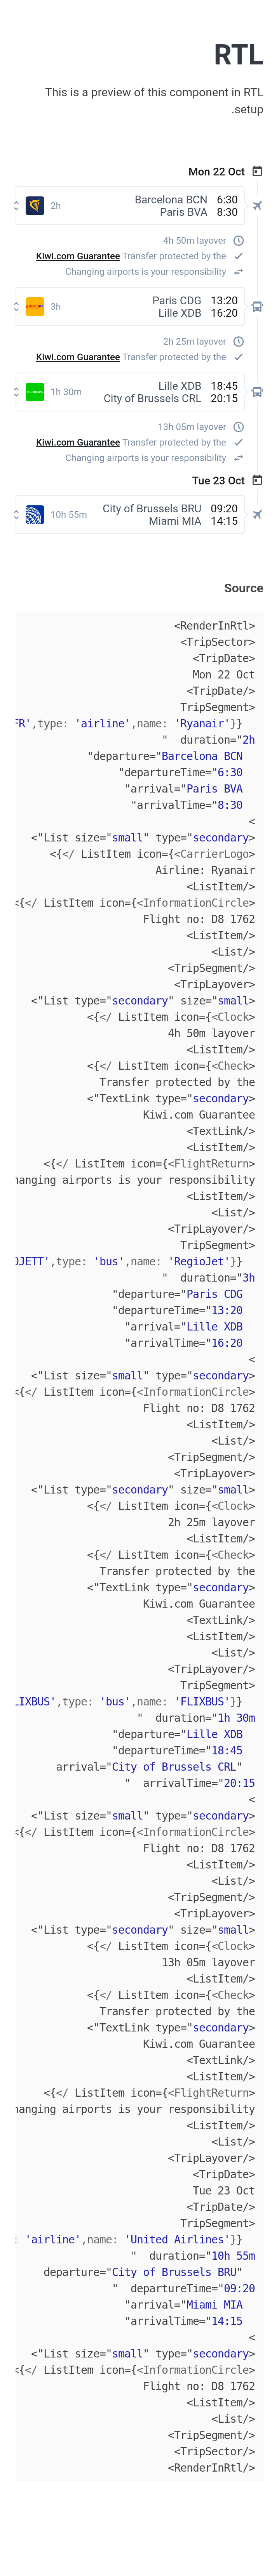 RTL
This is a preview of this component in RTL
.setup
Mon 22 Oct
2h
Barcelona BCN 6:30
Paris BVA 8:30
4h 50m layover
Kiwi.com Guarantee Transfer protected by the
Changing airports is your responsibility
3h
Paris CDG 13:20
Lille XDB 16:20
2h 25m layover
Kiwi.com Guarantee Transfer protected by the
FLIXBUS
1h 30m
Lille XDB 18:45
City of Brussels CRL 20:15
13h 05m layover
Kiwi.com Guarantee Transfer protected by the
Changing airports is your responsibility
Tue 23 Oct
10h 55m
City of Brussels BRU 09:20
Miami MIA 14:15
Source
<RenderInRtl>
<TripSector>
<TripDate>
Mon 22 Oct
<TripDate/>
TripSegment>
FR',type: 'airline',name: 'Ryanair'}}
" duration="2h
"departure="Barcelona BCN
"departureTime="6:30
"arrival="Paris BVA
"arrivalTime="8:30
<
<"List size="small" type="secondary>
<{</ ListItem icon={<CarrierLogo>
Airline: Ryanair
<ListItem/>
<{</ ListItem icon={<InformationCircle>
Flight no: D8 1762
<ListItem/>
<List/>
<TripSegment/>
<TripLayover>
<"List type="secondary" size="small>
<{</ ListItem icon={<Clock>
4h 50m layover
<ListItem/>
<{</ ListItem icon={<Check>
Transfer protected by the
<"TextLink type="secondary>
Kiwi.com Guarantee
<TextLink/>
<ListItem/>
<{</ ListItem icon={<FlightReturn>
hanging airports is your responsibility
<ListItem/>
<List/>
<TripLayover/>
TripSegment>
OJETT',type: 'bus',name: 'RegioJet'}}
" duration="3h
"departure="Paris CDG
"departureTime="13:20
"arrival="Lille XDB
"arrivalTime="16:20
<
<"List size="small" type="secondary>
<{</ ListItem icon={<InformationCircle>
Flight no: D8 1762
<ListItem/>
<List/>
<TripSegment/>
<TripLayover>
<"List type="secondary" size="small>
<{</ ListItem icon={<Clock>
2h 25m layover
<ListItem/>
<{</ ListItem icon={<Check>
Transfer protected by the
<"TextLink type="secondary>
Kiwi.com Guarantee
<TextLink/>
<ListItem/>
<List/>
<TripLayover/>
TripSegment>
LIXBUS',type: 'bus',name: 'FLIXBUS'}}
" duration="1h 30m
"departure="Lille XDB
"departureTime="18:45
arrival="City of Brussels CRL"
" arrivalTime="20:15
<
<"List size="small" type="secondary>
<{</ ListItem icon={<InformationCircle>
Flight no: D8 1762
<ListItem/>
<List/>
<TripSegment/>
<TripLayover>
<"List type="secondary" size="small>
<{</ ListItem icon={<Clock>
13h 05m layover
<ListItem/>
<{</ ListItem icon={<Check>
Transfer protected by the
<"TextLink type="secondary>
Kiwi.com Guarantee
<TextLink/>
<ListItem/>
<{</ ListItem icon={<FlightReturn>
hanging airports is your responsibility
<ListItem/>
<List/>
<TripLayover/>
<TripDate>
Tue 23 Oct
<TripDate/>
TripSegment>
: 'airline',name: 'United Airlines'}}
" duration="10h 55m
departure="City of Brussels BRU"
" departureTime="09:20
"arrival="Miami MIA
"arrivalTime="14:15
<
<"List size="small" type="secondary>
<{</ ListItem icon={<InformationCircle>
Flight no: D8 1762
<ListItem/>
<List/>
<TripSegment/>
<TripSector/>
<RenderInRtl/>